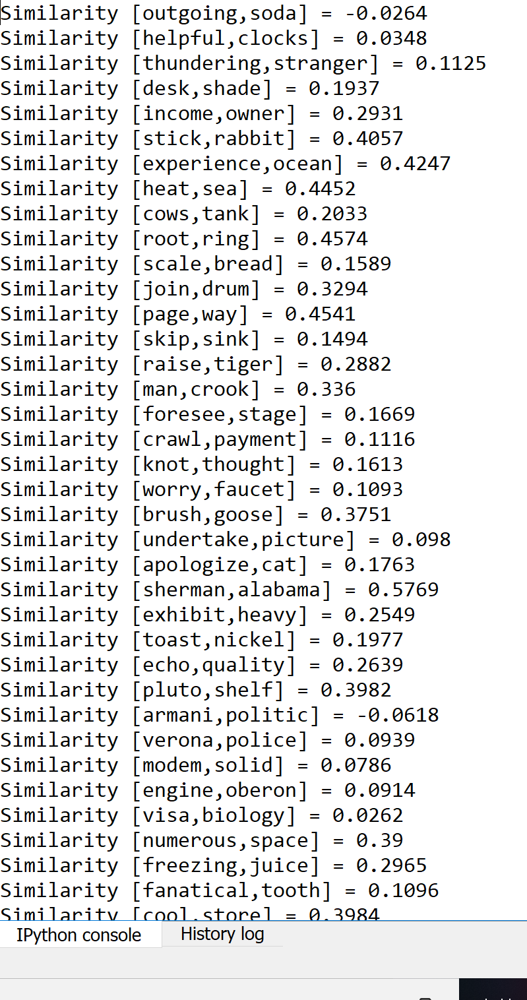 Similarity [outgoing,soda] = -0.0264
Similarity [helpful,clocks] = 0.0348
Similarity [thundering,stranger] = 0.1125
Similarity [desk,shade] = 0.1937
Similarity [income,owner] = 0.2931
Similarity [stick,rabbit] = 0.4057
Similarity [experience,ocean] = 0.4247
Similarity [heat,sea] = 0.4452
Similarity [cows,tank] = 0.2033
Similarity [root,ring] = 0.4574
Similarity [scale,bread] = 0.1589
Similarity [join,drum] = 0.3294
Similarity [page,way] = 0.4541
Similarity [skip,sink] = 0.1494
Similarity [raise,tiger] = 0.2882
Similarity [man,crook] = 0.336
Similarity [foresee,stage] = 0.1669
Similarity [crawl,payment] = 0.1116
Similarity [knot,thought] = 0.1613
Similarity [worry,faucet] = 0.1093
Similarity [brush,goose] = 0.3751
Similarity [undertake,picture] = 0.098
Similarity [apologize,cat] = 0.1763
Similarity [sherman,alabama] = 0.5769
Similarity [exhibit,heavy] = 0.2549
Similarity [toast,nickel] = 0.1977
Similarity [echo,quality] = 0.2639
Similarity [pluto,shelf] = 0.3982
Similarity [armani,politic] = -0.0618
Similarity [verona,police] = 0.0939
Similarity [modem,solid] = 0.0786
Similarity [engine,oberon] = 0.0914
Similarity [visa,biology] = 0.0262
Similarity [numerous,space] = 0.39
Similarity [freezing,juice] = 0.2965
Similarity [fanatical,tooth] = 0.1096
Similarity [cool,store] = 0.3984
IPython console History log